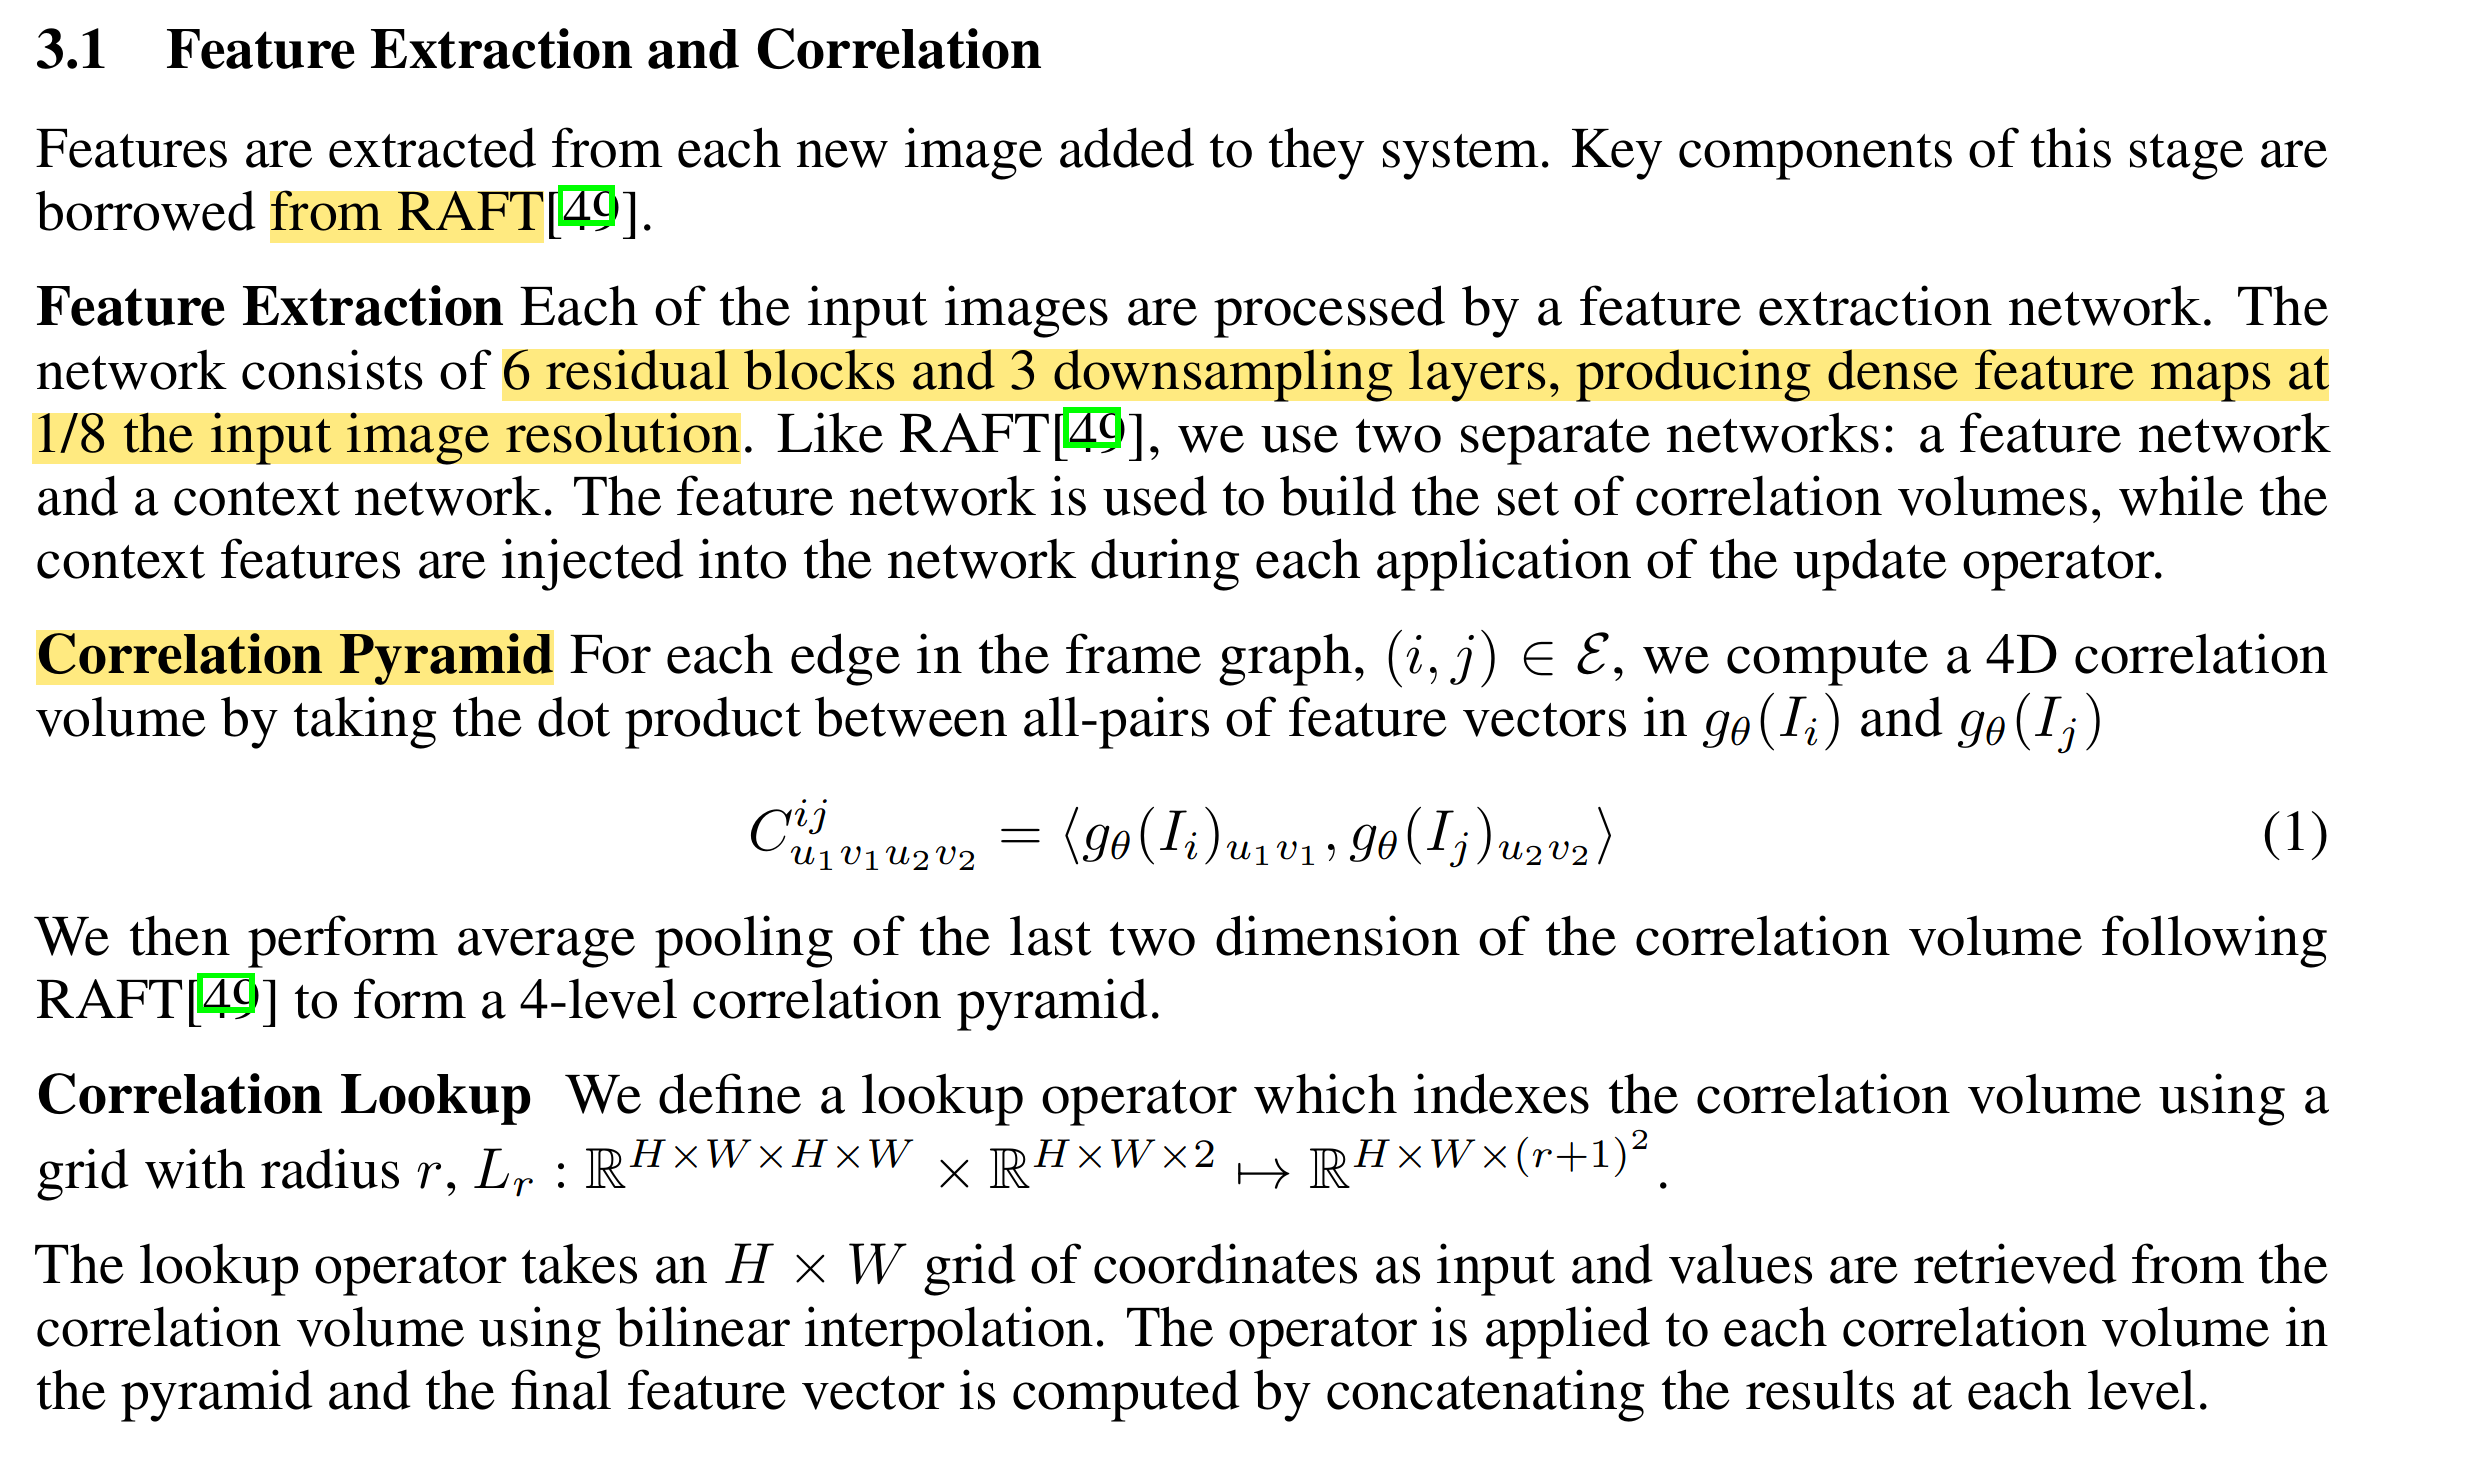 3.1 Feature Extraction and Correlation
Features are extracted from each new image added to they system. Key components of this stage are
borrowed from RAFT[49].
Feature Extraction Each of the input images are processed by a feature extraction network. The
network consists of 6 residual blocks and 3 downsampling layers, producing dense feature maps at
1/8 the input image resolution. Like RAFT[49], we use two separate networks: a feature network
and a context network. The feature network is used to build the set of correlation volumes, while the
context features are injected into the network during each application of the update operator.
Correlation Pyramid For each edge in the frame graph, $(i, j) \in \mathcal{E}$, we compute a 4D correlation
volume by taking the dot product between all-pairs of feature vectors in $g_\theta(I_i)$ and $g_\theta(I_j)$
$C^{ij}_{u_1v_1u_2v_2} = \langle g_\theta(I_i)_{u_1v_1}, g_\theta(I_j)_{u_2v_2} \rangle$ (1)
We then perform average pooling of the last two dimension of the correlation volume following
RAFT[49] to form a 4-level correlation pyramid.
Correlation Lookup We define a lookup operator which indexes the correlation volume using a
grid with radius $r$, $L_r : \mathbb{R}^{H \times W \times H \times W} \times \mathbb{R}^{H \times W \times 2} \mapsto \mathbb{R}^{H \times W \times (r+1)^2}$.
The lookup operator takes an $H \times W$ grid of coordinates as input and values are retrieved from the
correlation volume using bilinear interpolation. The operator is applied to each correlation volume in
the pyramid and the final feature vector is computed by concatenating the results at each level.